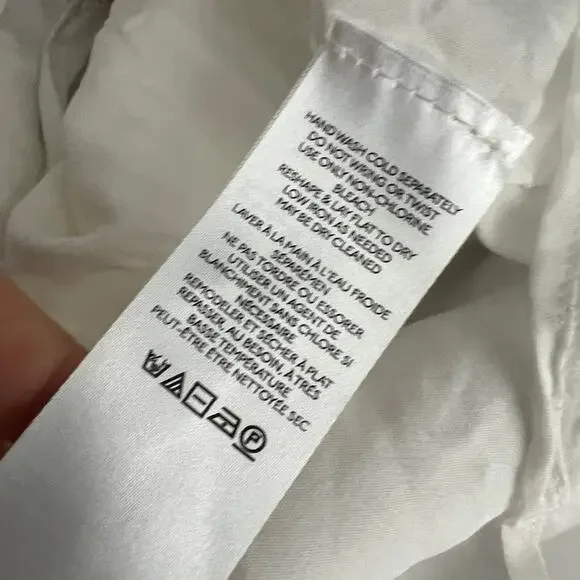 HAND WASH COLD SEPARATELY
DO NOT WRING OR TWIST
USE ONLY NON-CHLORINE
BLEACH
RESHAPE & LAY FLAT TO DRY
LOW IRON AS NEEDED
MAY BE DRY CLEANED
LAVER À LA MAIN À L'EAU FROIDE
SÉPARÉMEN
NE PAS TORDRE OU ESSORER
UTILISER UN AGENT DE
BLANCHIMENT SANS CHLORE SI
NÉCESSAIRE
REMODELER ET SÉCHER À PLAT
REPASSER, AU BESOIN, À TRÈS
BASSE TEMPÉRATURE
PEUT-ÊTRE ETRE NETTOYÉE SEC
P